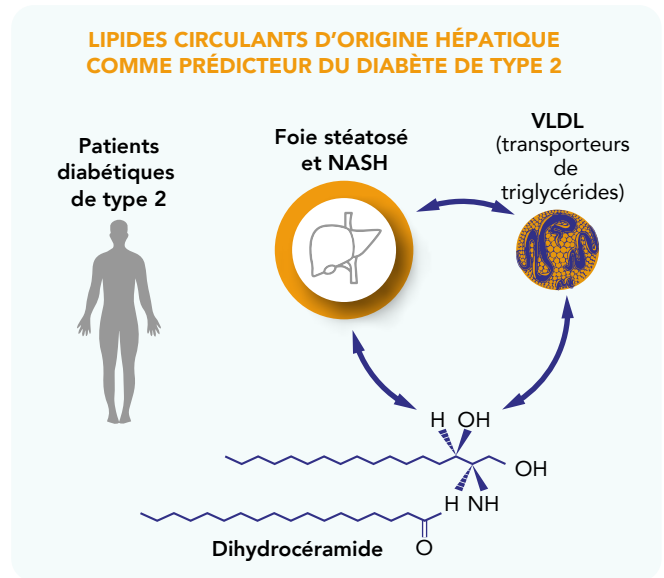 LIPIDES CIRCULANTS D'ORIGINE HÉPATIQUE
COMME PRÉDICTEUR DU DIABÈTE DE TYPE 2
Patients
diabétiques
de type 2
Foie stéatosé
et NASH
VLDL
(transporteurs
de
triglycérides)
H OH
OH
H NH
O
Dihydrocéramide